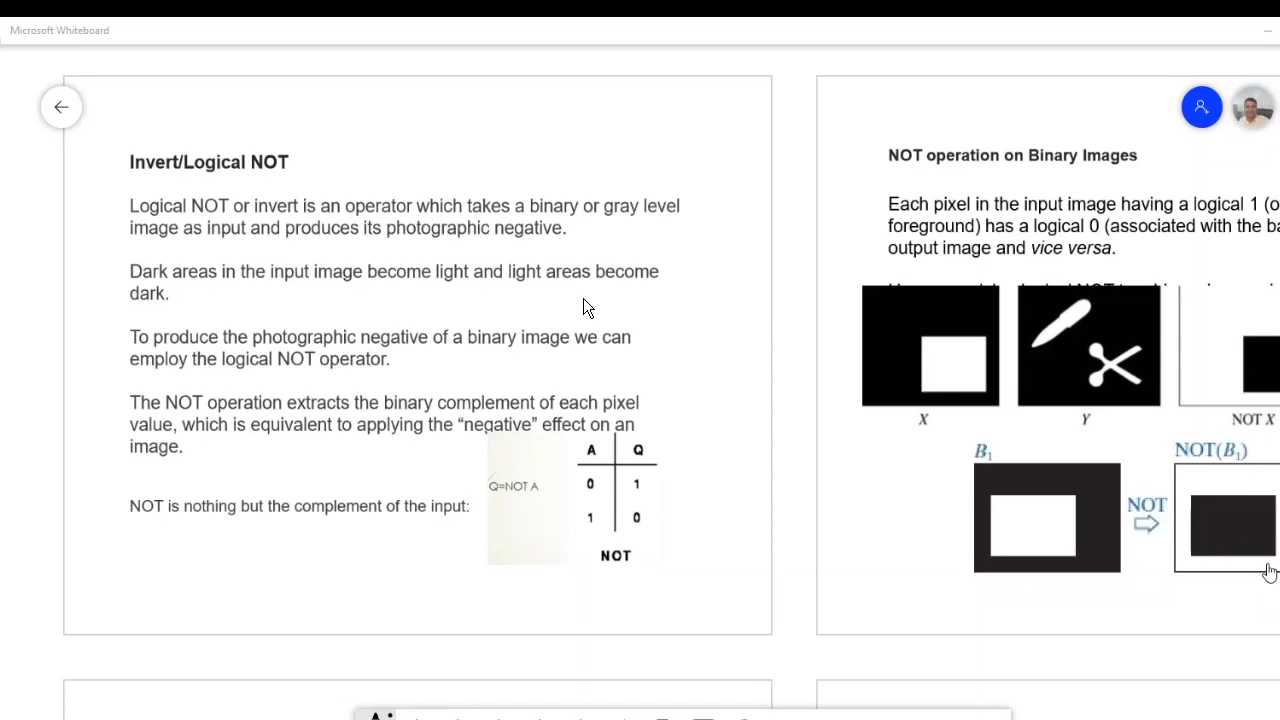 Microsoft Whiteboard
Invert/Logical NOT
Logical NOT or invert is an operator which takes a binary or gray level
image as input and produces its photographic negative.
Dark areas in the input image become light and light areas become
dark.
To produce the photographic negative of a binary image we can
employ the logical NOT operator.
The NOT operation extracts the binary complement of each pixel
value, which is equivalent to applying the “negative” effect on an
image.
NOT is nothing but the complement of the input:
Q=NOT A
A Q
0 1
1 0
NOT
NOT operation on Binary Images
Each pixel in the input image having a logical 1 (o
foreground) has a logical 0 (associated with the ba
output image and vice versa.
X Y NOT X
B₁ NOT(B₁)
NOT